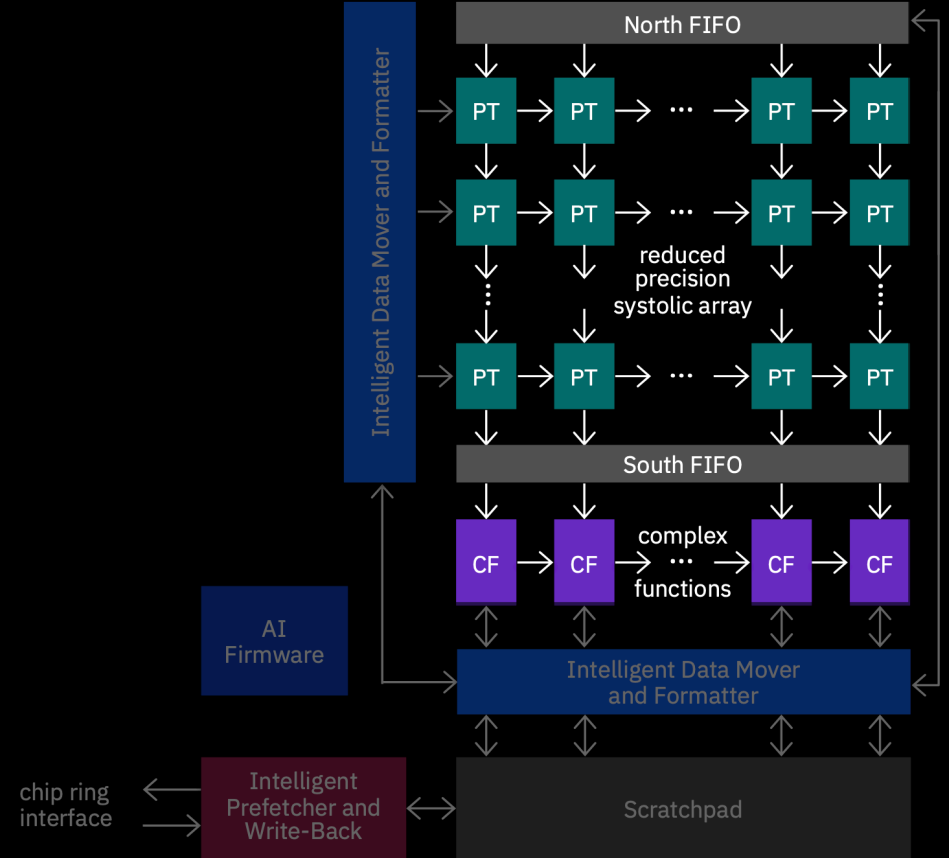 North FIFO
Intelligent Data Mover and Formatter
PT PT ... PT PT
PT PT ... PT PT
reduced
precision
systolic array
PT PT ... PT PT
South FIFO
complex
CF CF ... CF CF
functions
AI
Firmware
Intelligent Data Mover
and Formatter
chip ring
interface
Intelligent
Prefetcher and
Write-Back
Scratchpad